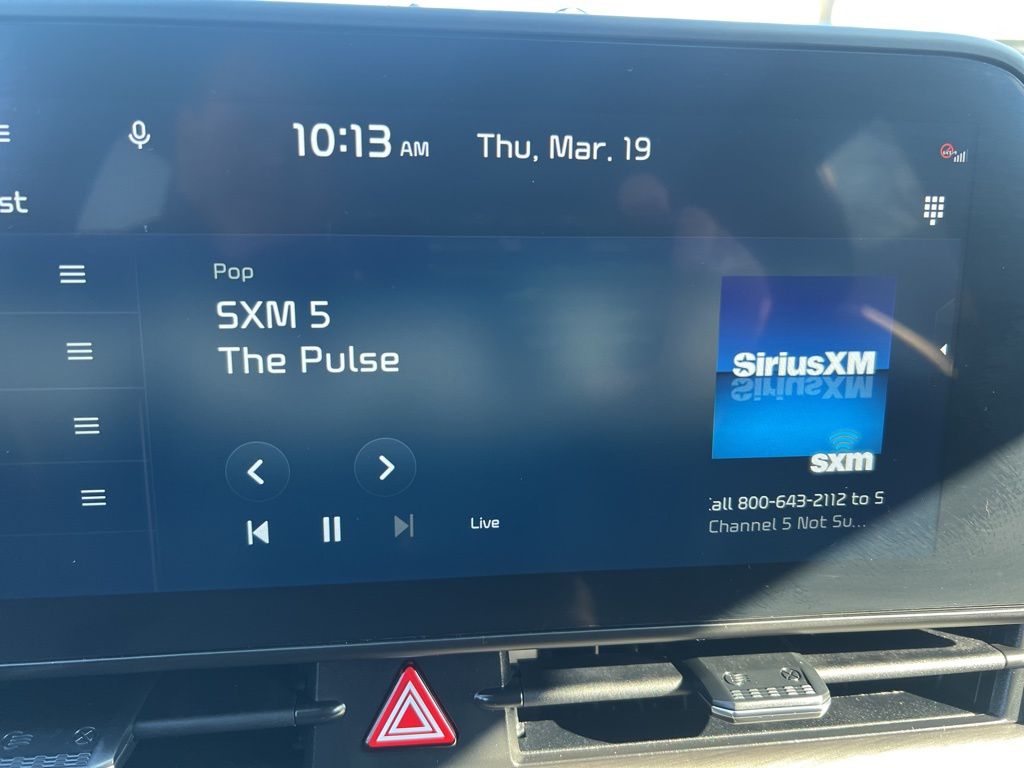 10:13 AM Thu, Mar. 19
st
Pop
SXM 5
The Pulse
SiriusXM
sxm
Live
all 800-643-2112 to S
Channel 5 Not Su...